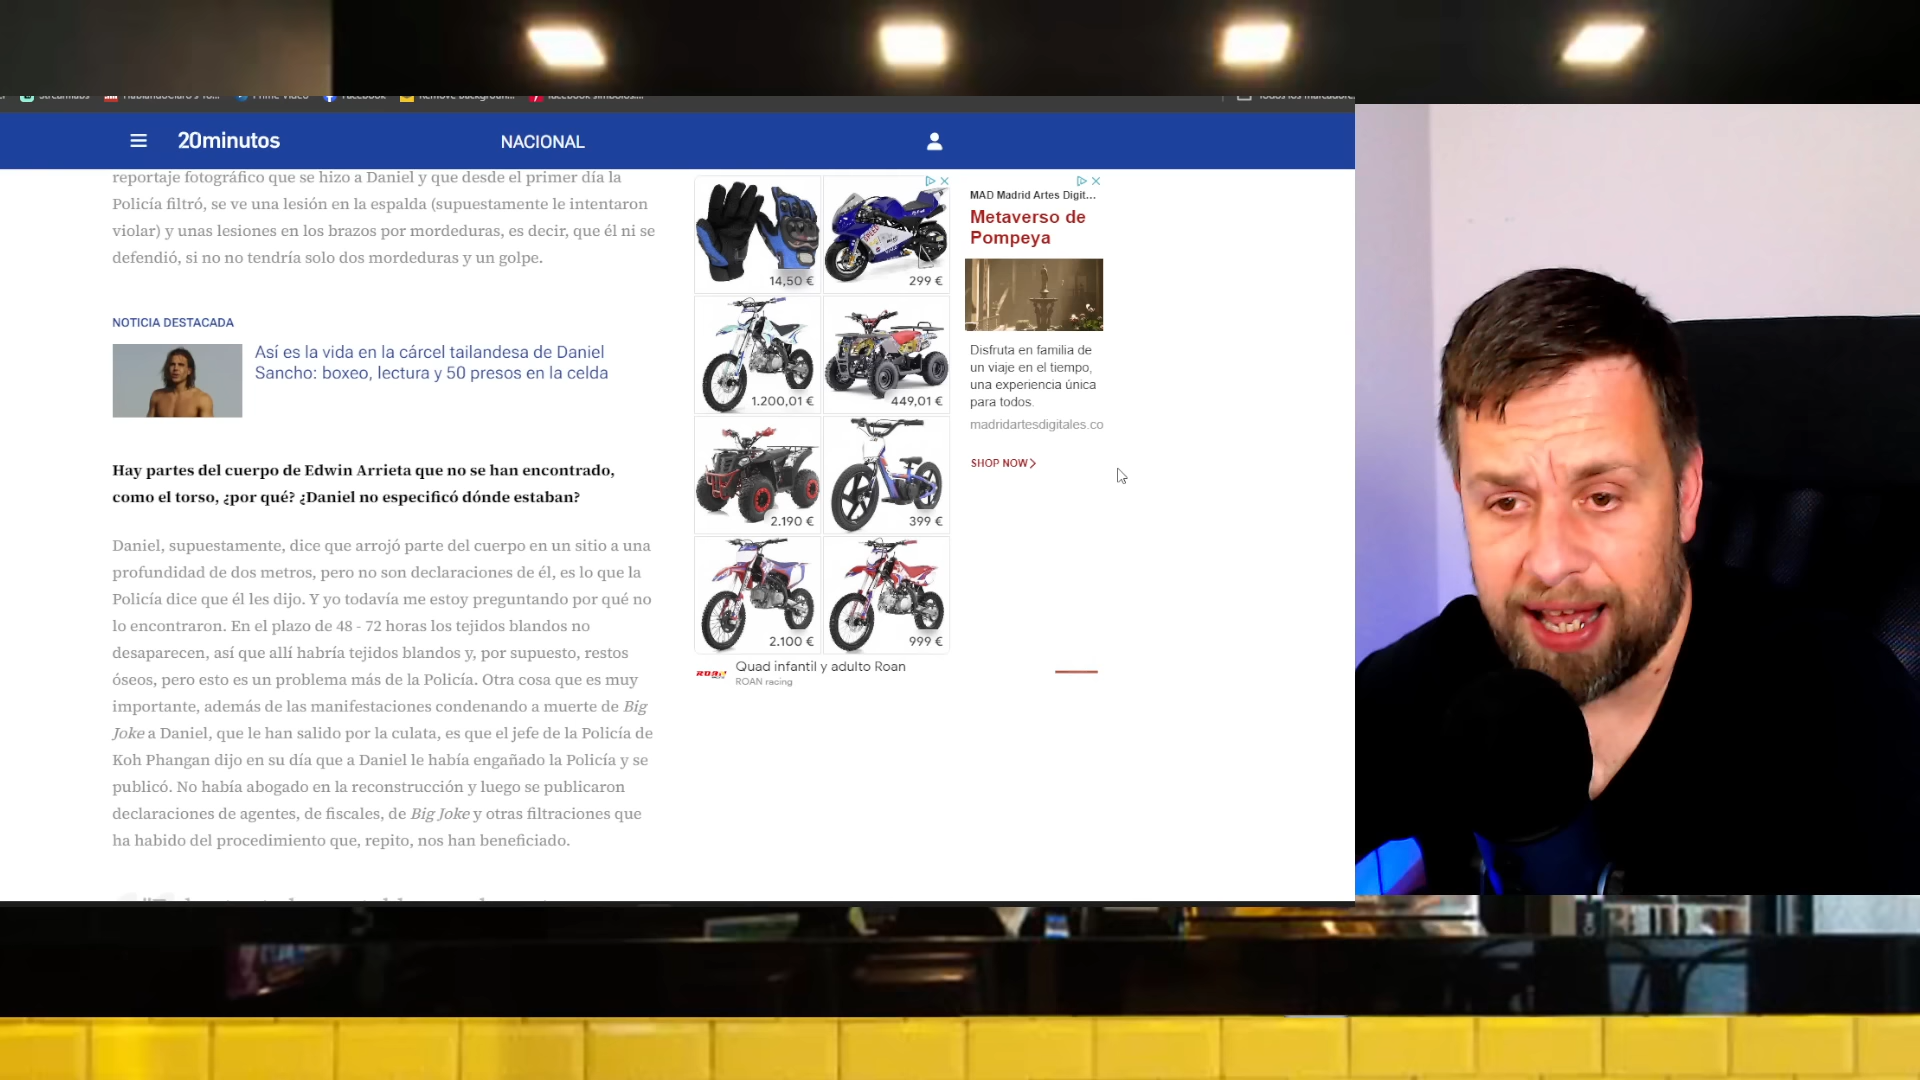 Prime Video
Facebook
20minutos
NACIONAL
reportaje fotográfico que se hizo a Daniel y que desde el primer día la
Policía filtró, se ve una lesión en la espalda (supuestamente le intentaron
violar) y unas lesiones en los brazos por mordeduras, es decir, que él ni se
defendió, si no no tendría solo dos mordeduras y un golpe.
NOTICIA DESTACADA
Así es la vida en la cárcel tailandesa de Daniel
Sancho: boxeo, lectura y 50 presos en la celda
Hay partes del cuerpo de Edwin Arrieta que no se han encontrado,
como el torso, ¿por qué? ¿Daniel no especificó dónde estaban?
Daniel, supuestamente, dice que arrojó parte del cuerpo en un sitio a una
profundidad de dos metros, pero no son declaraciones de él, es lo que la
Policía dice que él les dijo. Y yo todavía me estoy preguntando por qué no
lo encontraron. En el plazo de 48 - 72 horas los tejidos blandos no
desaparecen, así que allí habría tejidos blandos y, por supuesto, restos
óseos, pero esto es un problema más de la Policía. Otra cosa que es muy
importante, además de las manifestaciones condenando a muerte de Big
Joke a Daniel, que le han salido por la culata, es que el jefe de la Policía de
Koh Phangan dijo en su día que a Daniel le había engañado la Policía y se
publicó. No había abogado en la reconstrucción y luego se publicaron
declaraciones de agentes, de fiscales, de Big Joke y otras filtraciones que
ha habido del procedimiento que, repito, nos han beneficiado.
14,50 €
299 €
1.200,01 €
449,01 €
2.190 €
399 €
2.100 €
999 €
Quad infantil y adulto Roan
ROAN racing
MAD Madrid Artes Digit...
Metaverso de
Pompeya
Disfruta en familia de
un viaje en el tiempo,
una experiencia única
para todos.
madridartesdigitales.co
SHOP NOW